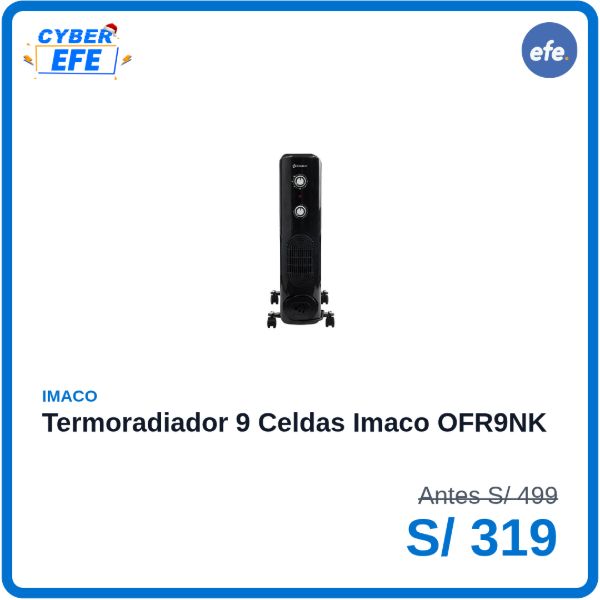 CYBER
EFE
efe.
IMACO
Termoradiador 9 Celdas Imaco OFR9NK
Antes S/ 499
S/ 319